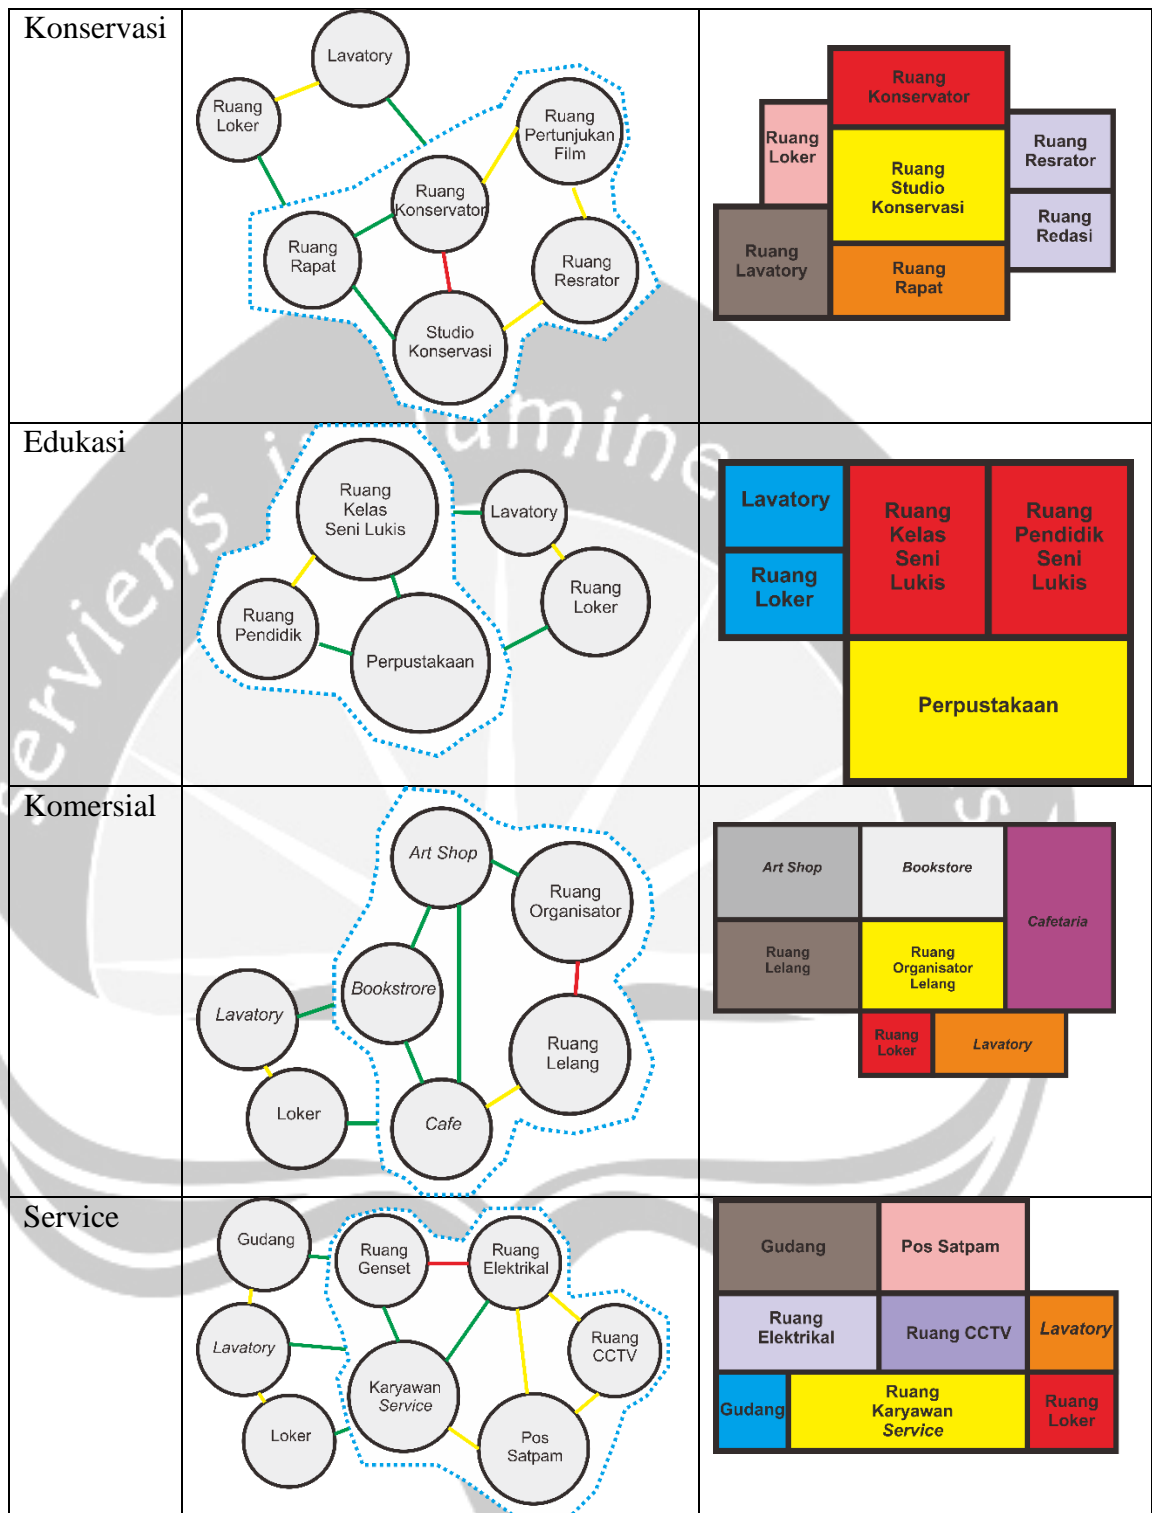 Konservasi
Lavatory
Ruang
Loker
Ruang
Pertunjukan
Film
Ruang
Konservator
Ruang
Rapat
Ruang
Resrator
Studio
Konservasi
Ruang
Konservator
Ruang
Loker
Ruang
Studio
Konservasi
Ruang
Resrator
Ruang
Redasi
Ruang
Lavatory
Ruang
Rapat
Edukasi
Ruang
Kelas
Seni Lukis
Lavatory
Ruang
Loker
Ruang
Pendidik
Perpustakaan
Lavatory
Ruang
Loker
Ruang
Kelas
Seni
Lukis
Ruang
Pendidik
Seni
Lukis
Perpustakaan
Komersial
Art Shop
Ruang
Organisator
Bookstrore
Lavatory
Ruang
Lelang
Loker
Cafe
Art Shop
Bookstore
Cafetaria
Ruang
Lelang
Ruang
Organisator
Lelang
Ruang
Loker
Lavatory
Service
Gudang
Ruang
Genset
Ruang
Elektrikal
Lavatory
Ruang
CCTV
Karyawan
Service
Loker
Pos
Satpam
Gudang
Pos Satpam
Ruang
Elektrikal
Ruang CCTV
Lavatory
Gudang
Ruang
Karyawan
Service
Ruang
Loker
serviens in lumine